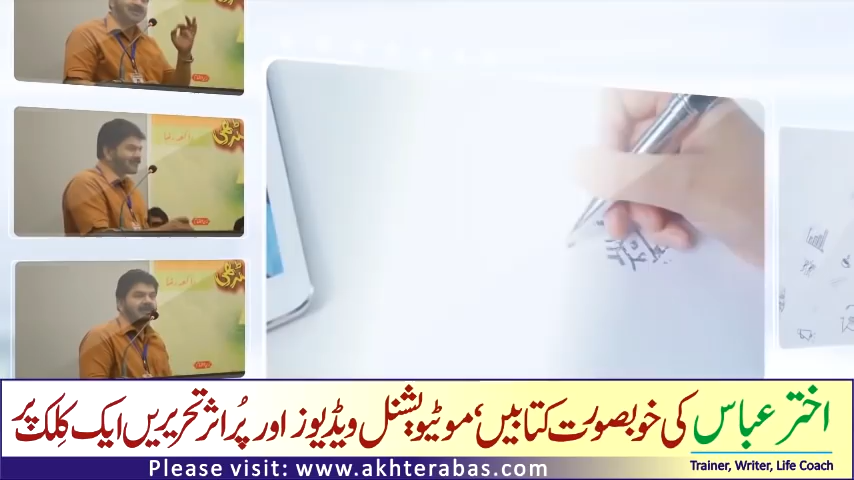 اختر عباس کی خوبصورت کتابیں، موٹیویشنل ویڈیوز اور پُراثر تحریریں ایک کلِک پر
Trainer, Writer, Life Coach
Please visit: www.akhterabas.com